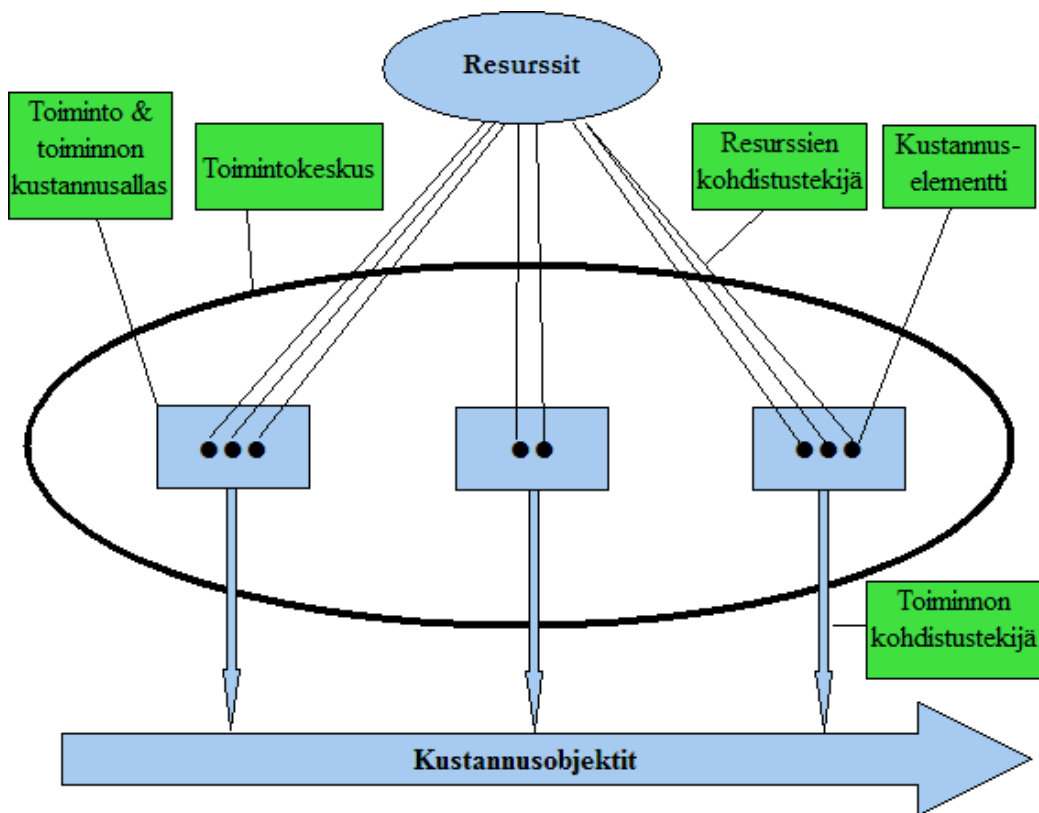 Resurssit
Toiminto &
toiminnon
kustannusallas
Toimintokeskus
Resurssien
kohdistustekijä
Kustannus-
elementti
Toiminnon
kohdistustekijä
Kustannusobjektit